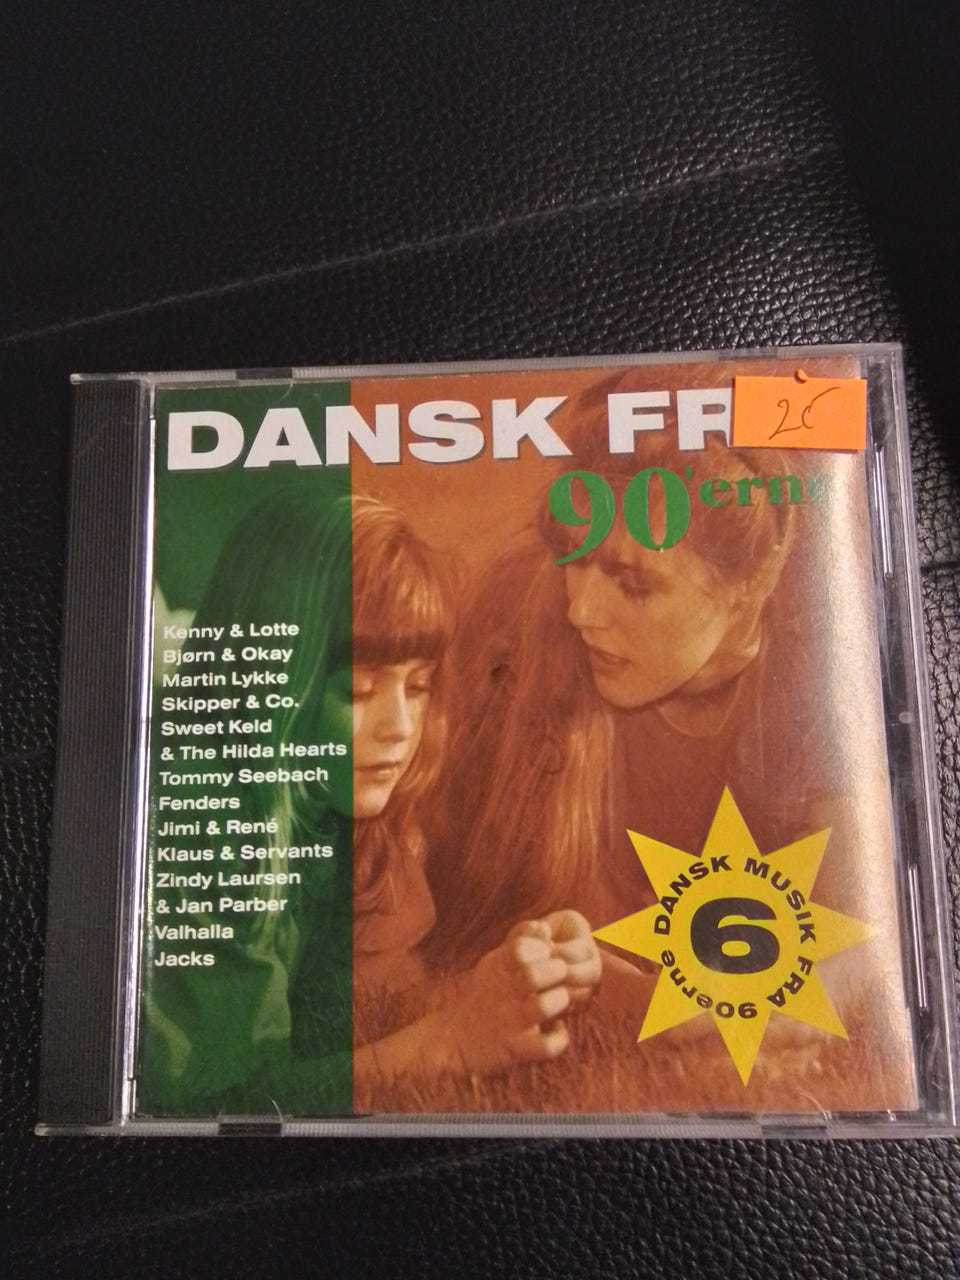 DANSK FR
90'erne
Kenny & Lotte
Bjørn & Okay
Martin Lykke
Skipper & Co.
Sweet Keld
& The Hilda Hearts
Tommy Seebach
Fenders
Jimi & René
Klaus & Servants
Zindy Laursen
& Jan Parber
Valhalla
Jacks
DANSK MUSIK FRA 90erne
6